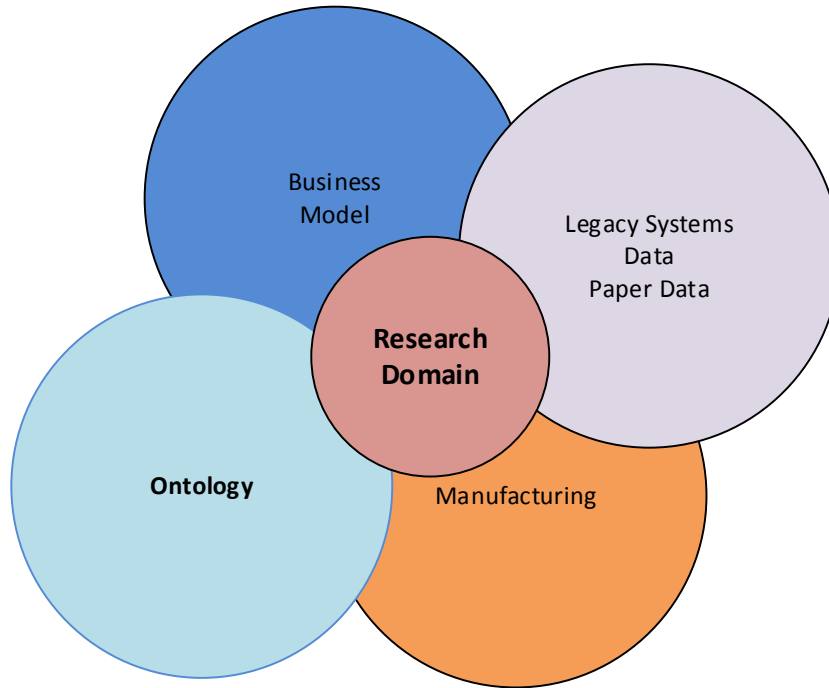 Business
Model
Legacy Systems
Data
Paper Data
Research
Domain
Ontology
Manufacturing